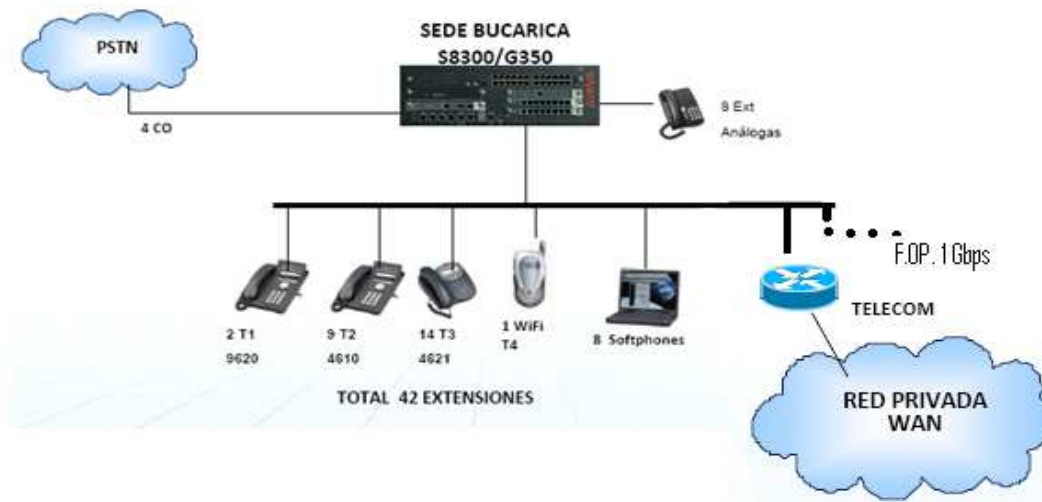 PSTN
SEDE BUCARICA
S8300/G350
4 CO
8 Ext
Análogas
F.OP. 1 Gbps
TELECOM
2 T1
9620
9 T2
4610
14 T3
4621
1 WiFi
T4
8 Softphones
TOTAL 42 EXTENSIONES
RED PRIVADA
WAN